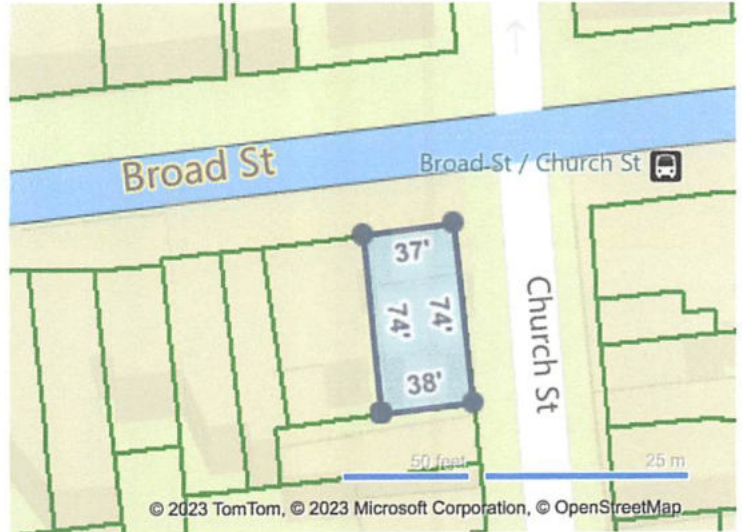 Broad St
Broad St / Church St
37'
74'
74'
38'
Church St
50 feet
25 m
© 2023 TomTom, © 2023 Microsoft Corporation, © OpenStreetMap